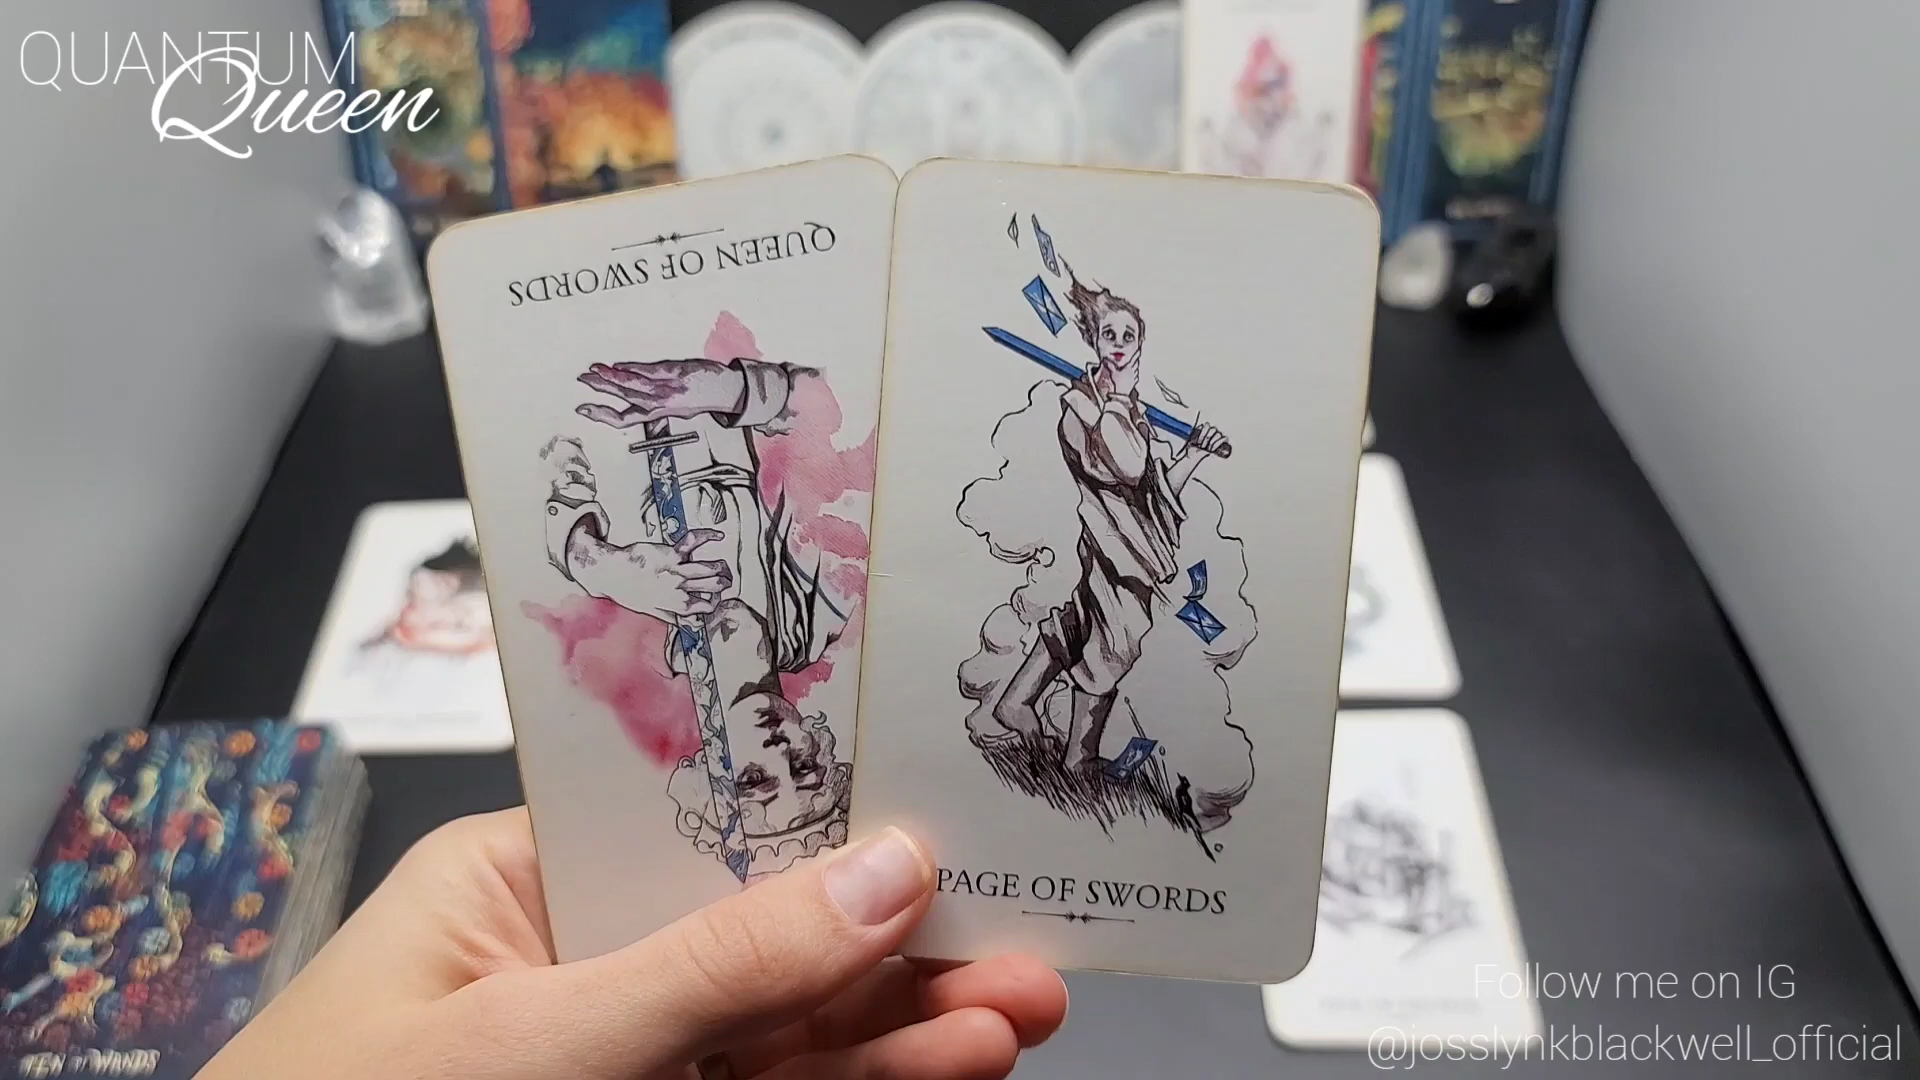 QUANTUM
Queen
QUEEN OF SWORDS
PAGE OF SWORDS
TEN OF WANDS
Follow me on IG
@josslynkblackwell_official